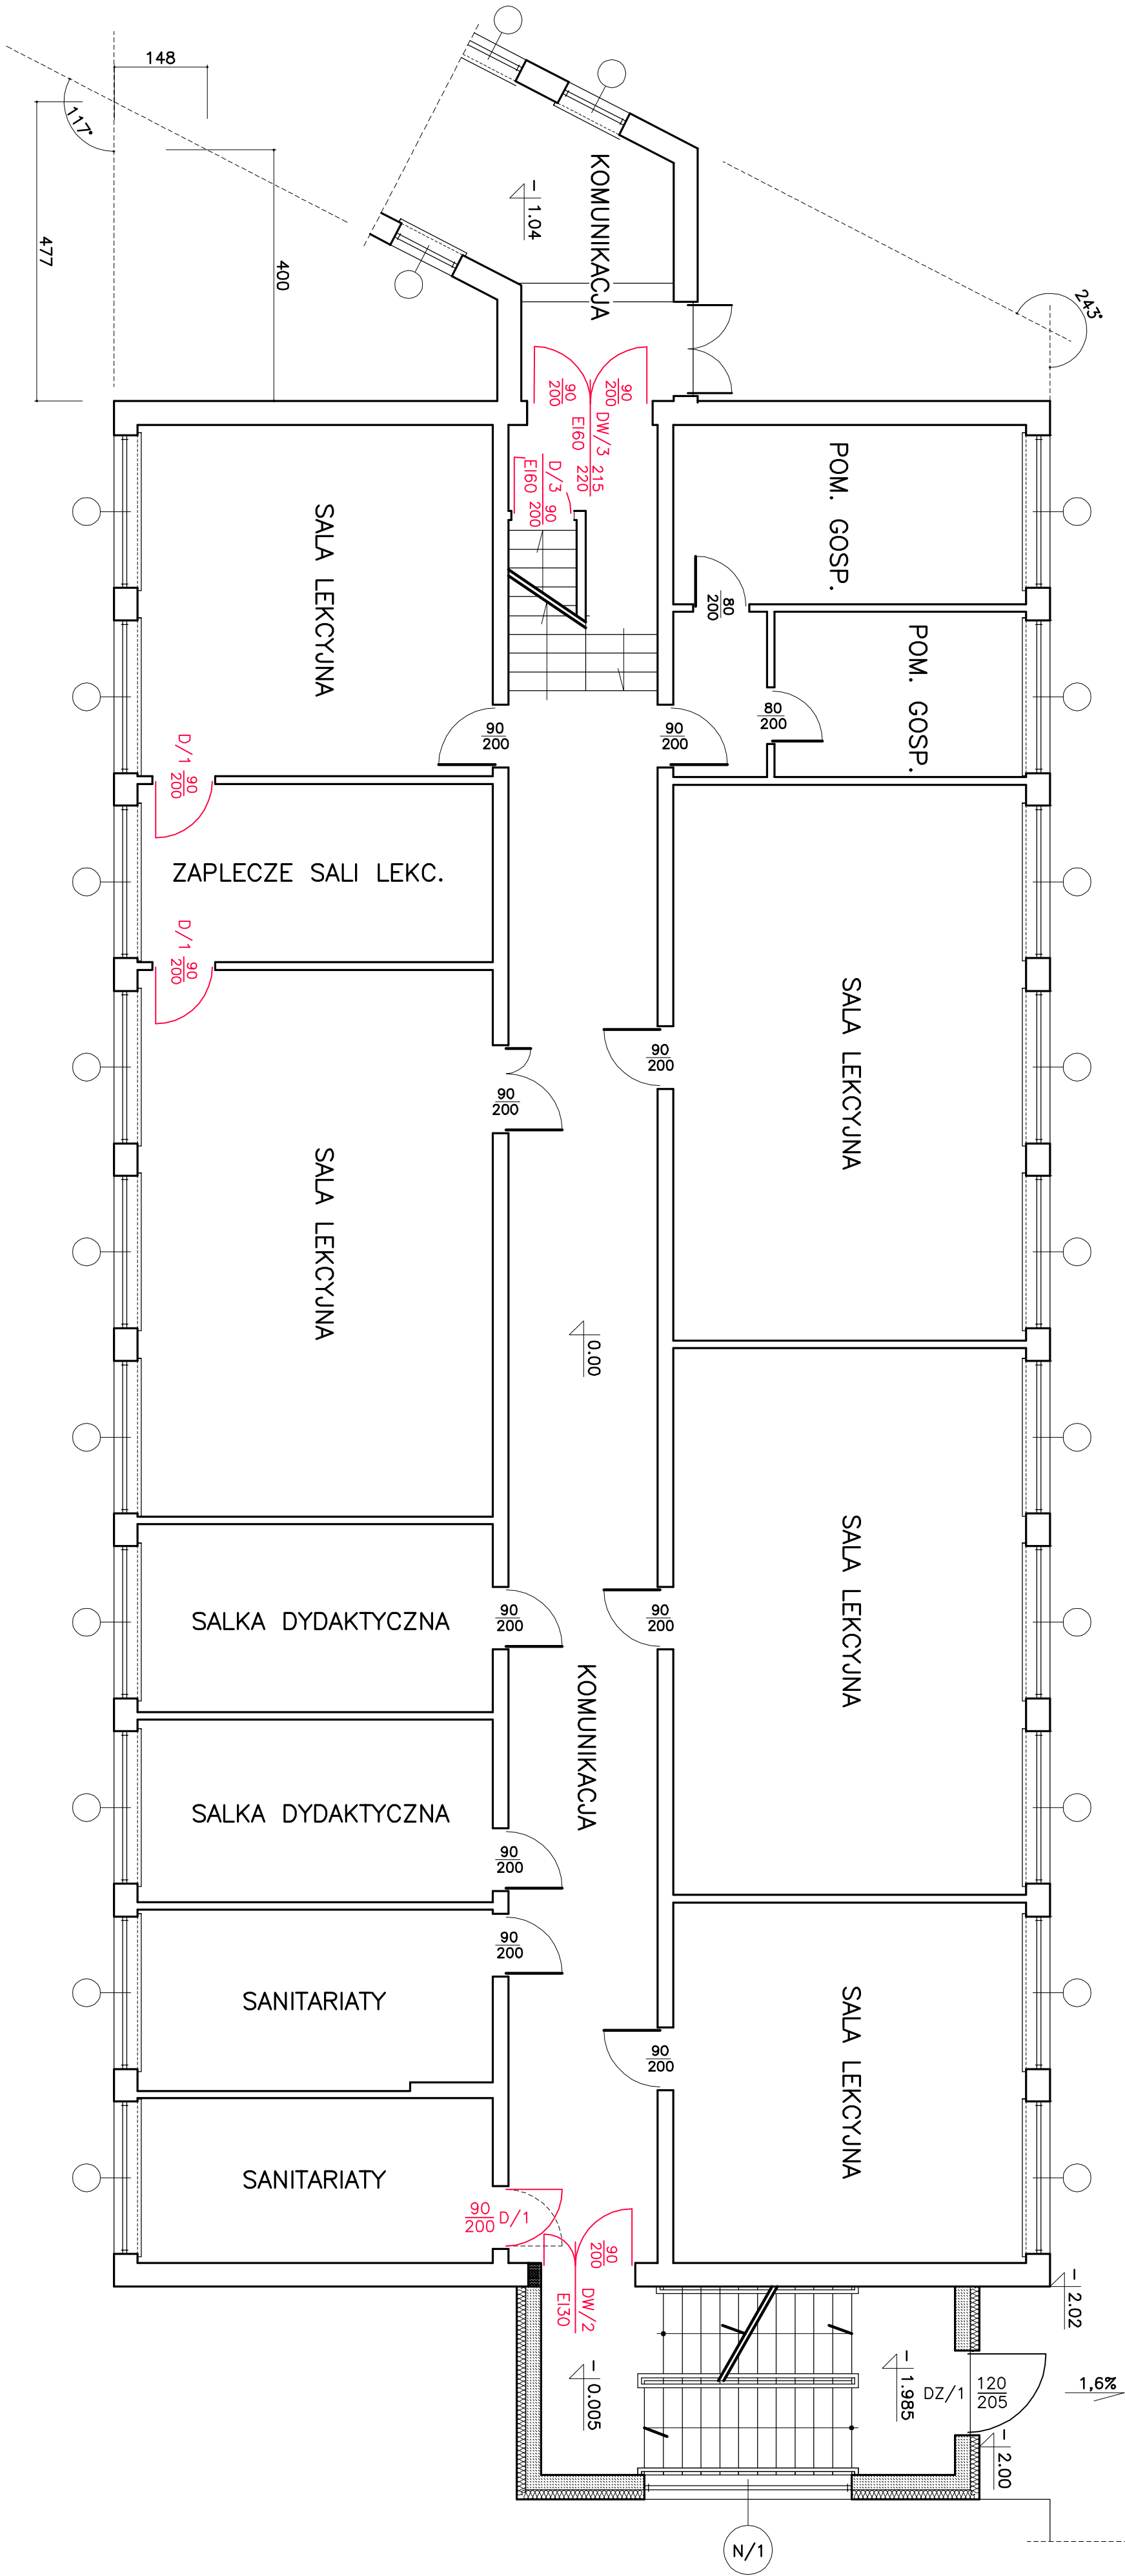 148
117°
477
400
KOMUNIKACJA
- 1.04
243°
90
200
90
200
DW/3 215
EI60 220
D/3 90
EI60 200
POM. GOSP.
SALA LEKCYJNA
80
200
POM. GOSP.
80
200
90
200
90
200
D/1 90
200
ZAPLECZE SALI LEKC.
D/1 90
200
SALA LEKCYJNA
90
200
90
200
SALA LEKCYJNA
0.00
SALA LEKCYJNA
90
200
90
200
SALKA DYDAKTYCZNA
KOMUNIKACJA
SALKA DYDAKTYCZNA
90
200
90
200
SANITARIATY
SALA LEKCYJNA
90
200
SANITARIATY
90
200 D/1
90
200
DW/2
EI30
- 2.02
- 0.005
- 1.985
DZ/1 120
205
1,6%
- 2.00
N/1